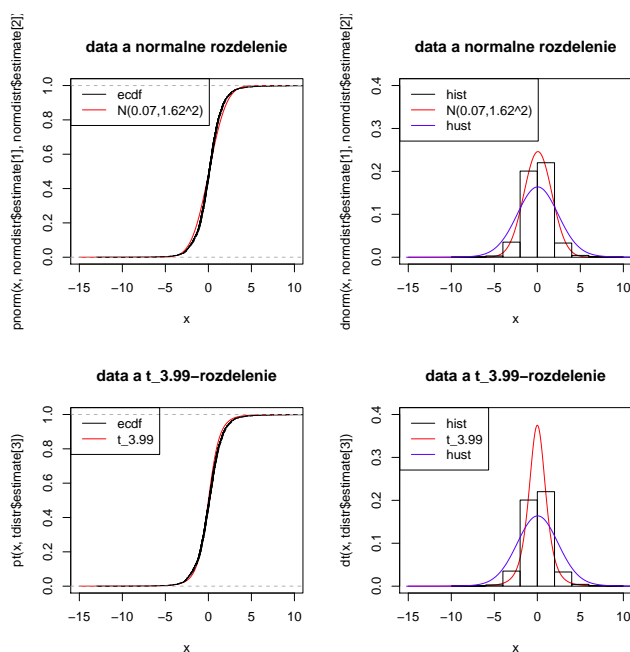 data a normalne rozdelenie
pnorm(x, normdistr$estimate[1], normdistr$estimate[2])
1.0
0.8
0.6
0.4
0.2
0.0
ecdf
N(0.07,1.62^2)
−15 −10 −5 0 5 10
x
data a normalne rozdelenie
dnorm(x, normdistr$estimate[1], normdistr$estimate[2])
0.4
0.3
0.2
0.1
0.0
hist
N(0.07,1.62^2)
hust
−15 −10 −5 0 5 10
x
data a t_3.99−rozdelenie
pt(x, tdistr$estimate[3])
1.0
0.8
0.6
0.4
0.2
0.0
ecdf
t_3.99
−15 −10 −5 0 5 10
x
data a t_3.99−rozdelenie
dt(x, tdistr$estimate[3])
0.4
0.3
0.2
0.1
0.0
hist
t_3.99
hust
−15 −10 −5 0 5 10
x